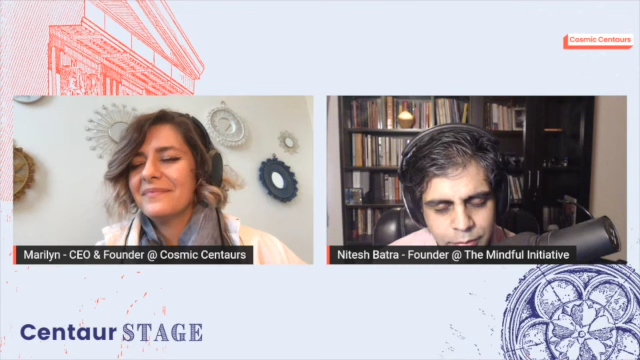 Cosmic Centaurs
Marilyn - CEO & Founder @ Cosmic Centaurs
Nitesh Batra - Founder @ The Mindful Initiative
Centaur STAGE